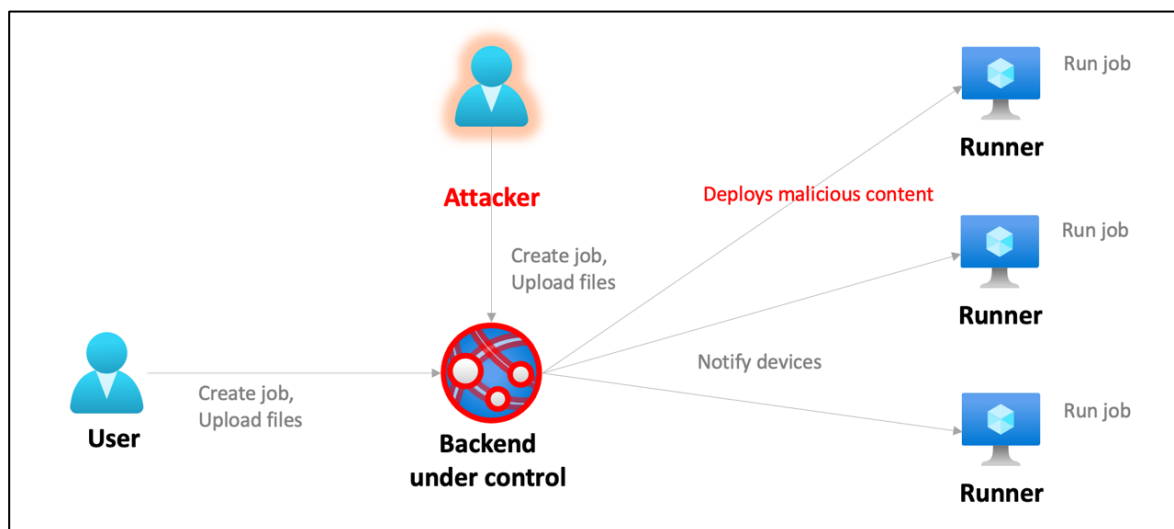 Run job
Runner
Attacker
Deploys malicious content
Run job
Create job,
Upload files
Runner
Notify devices
Create job,
Upload files
User
Backend
under control
Run job
Runner